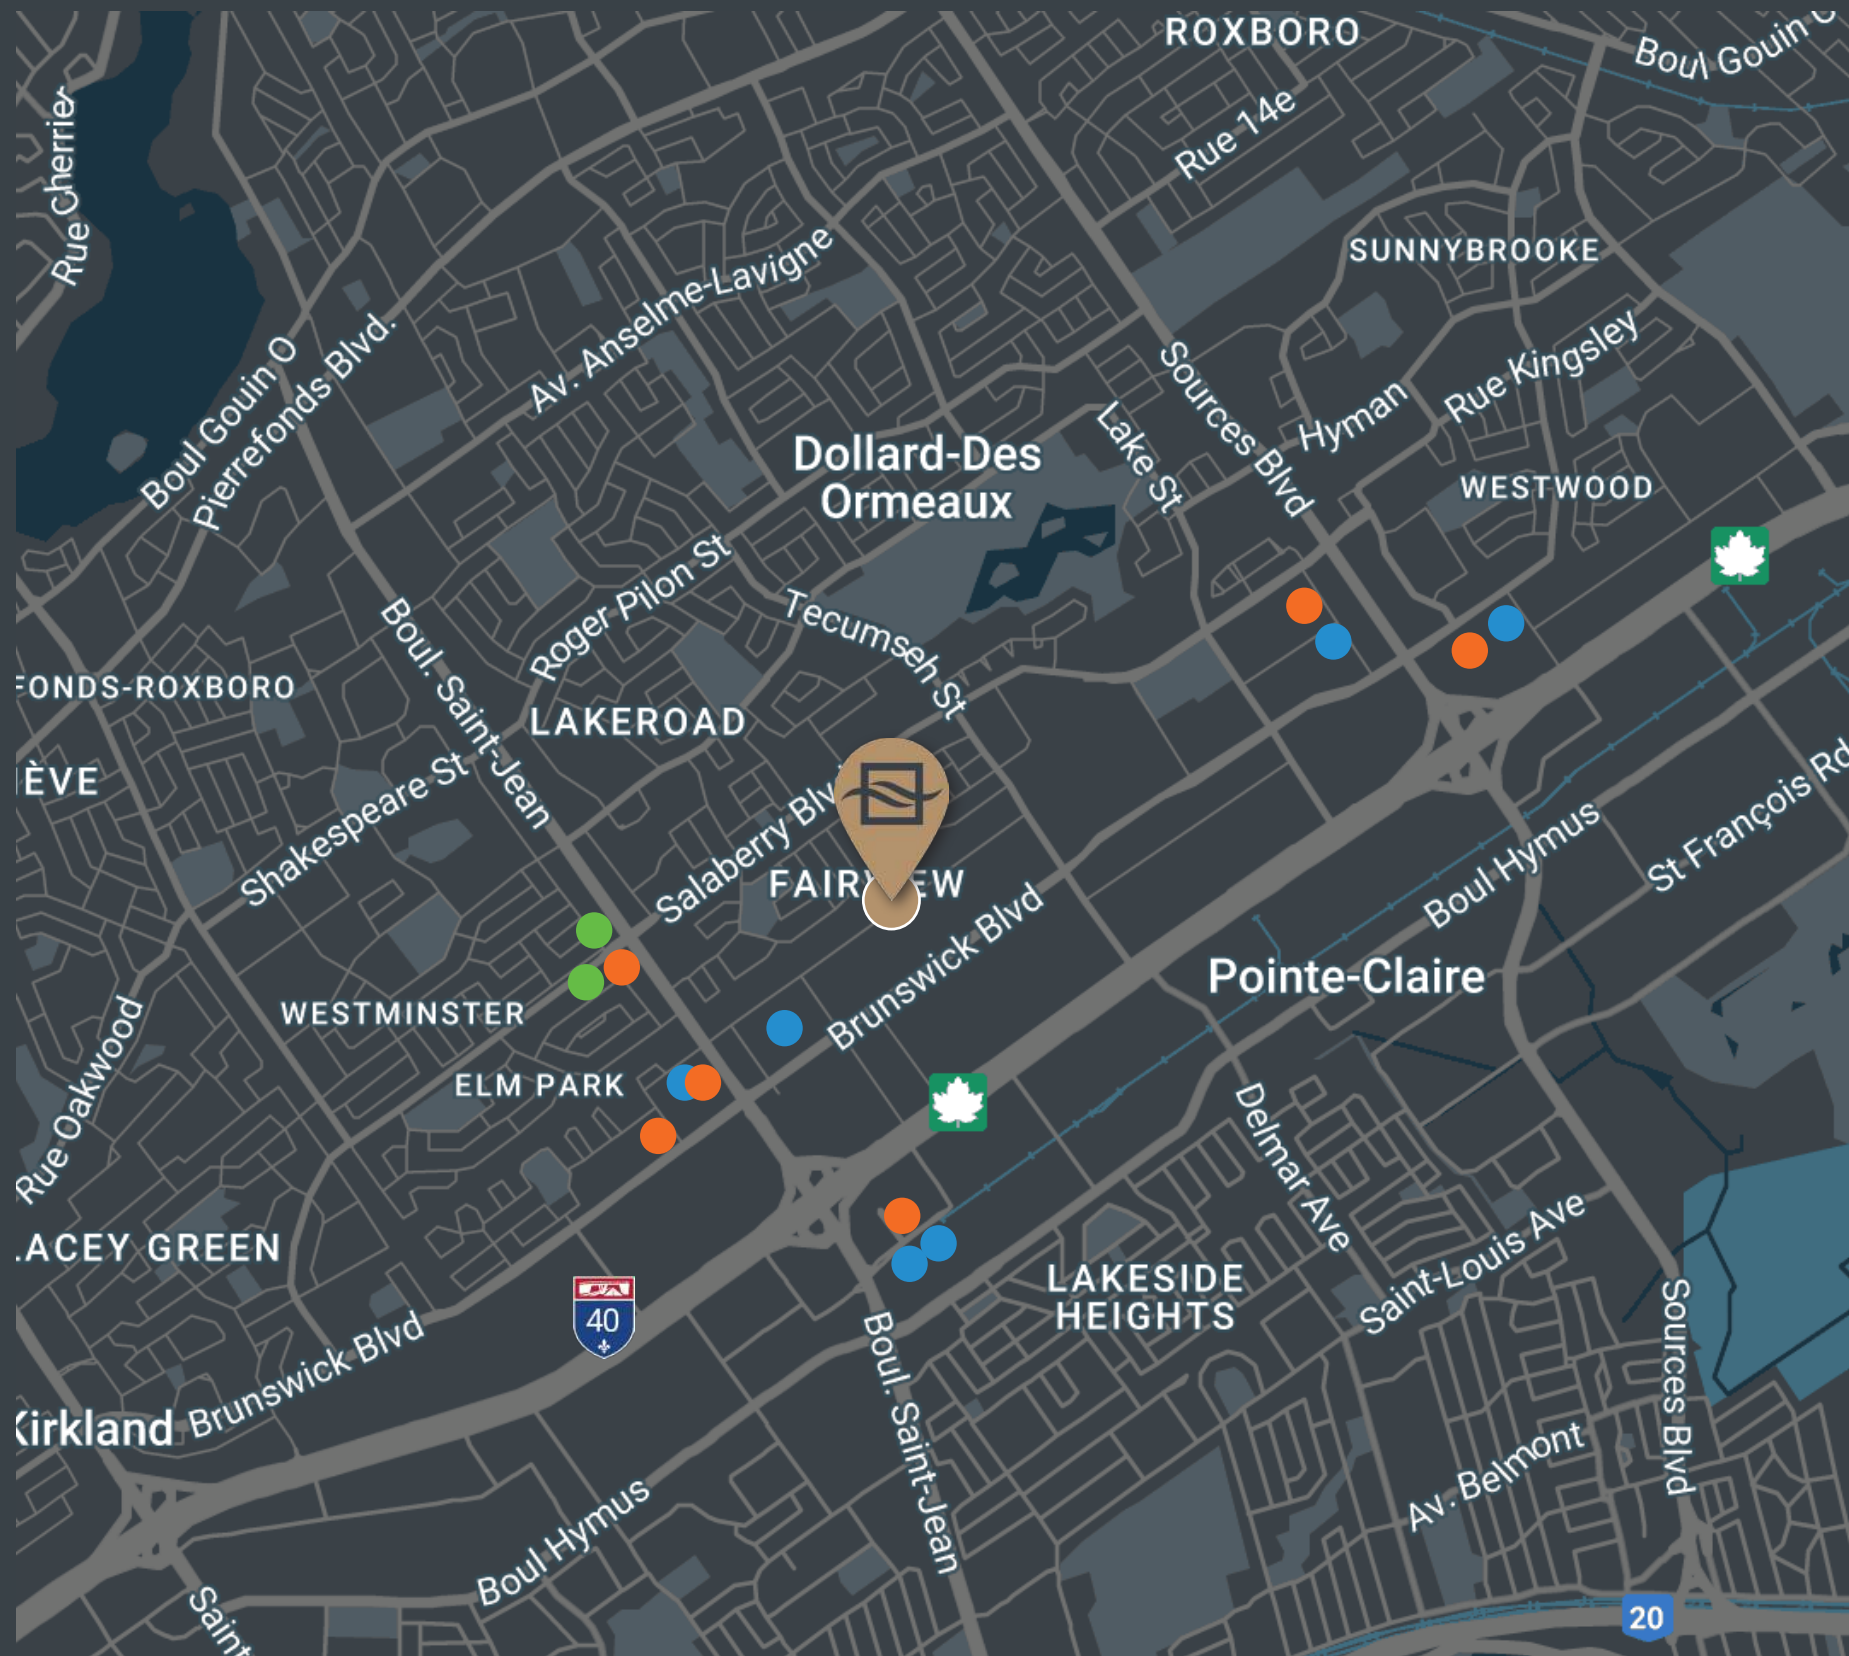 ROXBORO
Boul Gouin O
Rue Cherrier
Rue 14e
SUNNYBROOKE
Av. Anselme-Lavigne
Boul Gouin O
Pierrefonds Blvd.
Sources Blvd
Rue Kingsley
Hyman
Lake St
Dollard-Des
Ormeaux
WESTWOOD
Roger Pilon St
Tecumseh St
Boul. Saint-Jean
FONDS-ROXBORO
LAKEROAD
ÈVE
Shakespeare St
Salaberry Blv
FAIRVIEW
St-François Rd
Boul Hymus
Brunswick Blvd
Pointe-Claire
WESTMINSTER
Rue Oakwood
ELM PARK
Delmar Ave
ACEY GREEN
Saint-Louis Ave
LAKESIDE
HEIGHTS
40
Sources Blvd
Brunswick Blvd
Boul. Saint-Jean
Kirkland
Av. Belmont
Boul Hymus
Saint
20